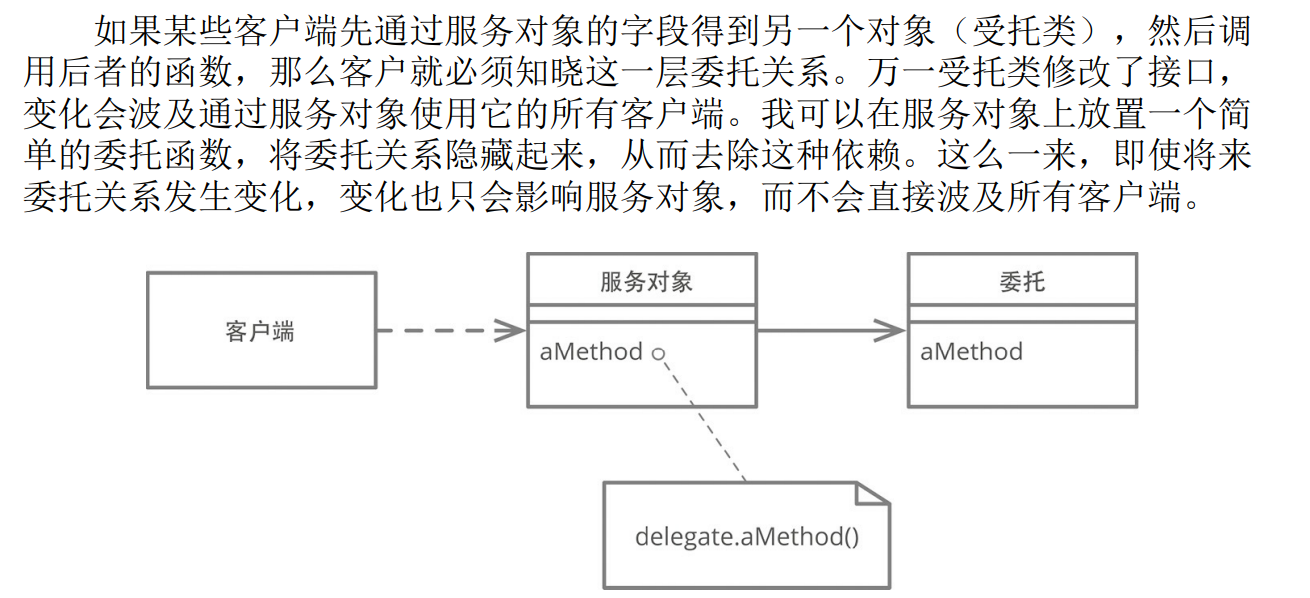 如果某些客户端先通过服务对象的字段得到另一个对象（受托类），然后调
用后者的函数，那么客户就必须知晓这一层委托关系。万一受托类修改了接口，
变化会波及通过服务对象使用它的所有客户端。我可以在服务对象上放置一个简
单的委托函数，将委托关系隐藏起来，从而去除这种依赖。这么一来，即使将来
委托关系发生变化，变化也只会影响服务对象，而不会直接波及所有客户端。
客户端
服务对象
aMethod
委托
aMethod
delegate.aMethod()